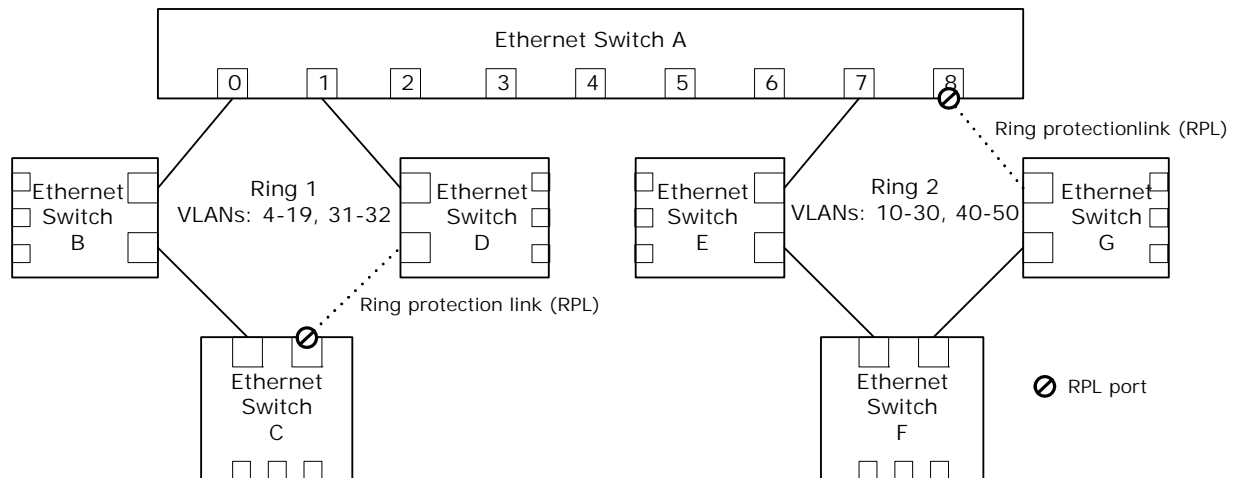 Ethernet Switch A
0 1 2 3 4 5 6 7 8
Ring protectionlink (RPL)
Ethernet
Switch
B
Ring 1
VLANs: 4-19, 31-32
Ethernet
Switch
D
Ethernet
Switch
E
Ring 2
VLANs: 10-30, 40-50
Ethernet
Switch
G
Ring protection link (RPL)
Ethernet
Switch
C
Ethernet
Switch
F
RPL port